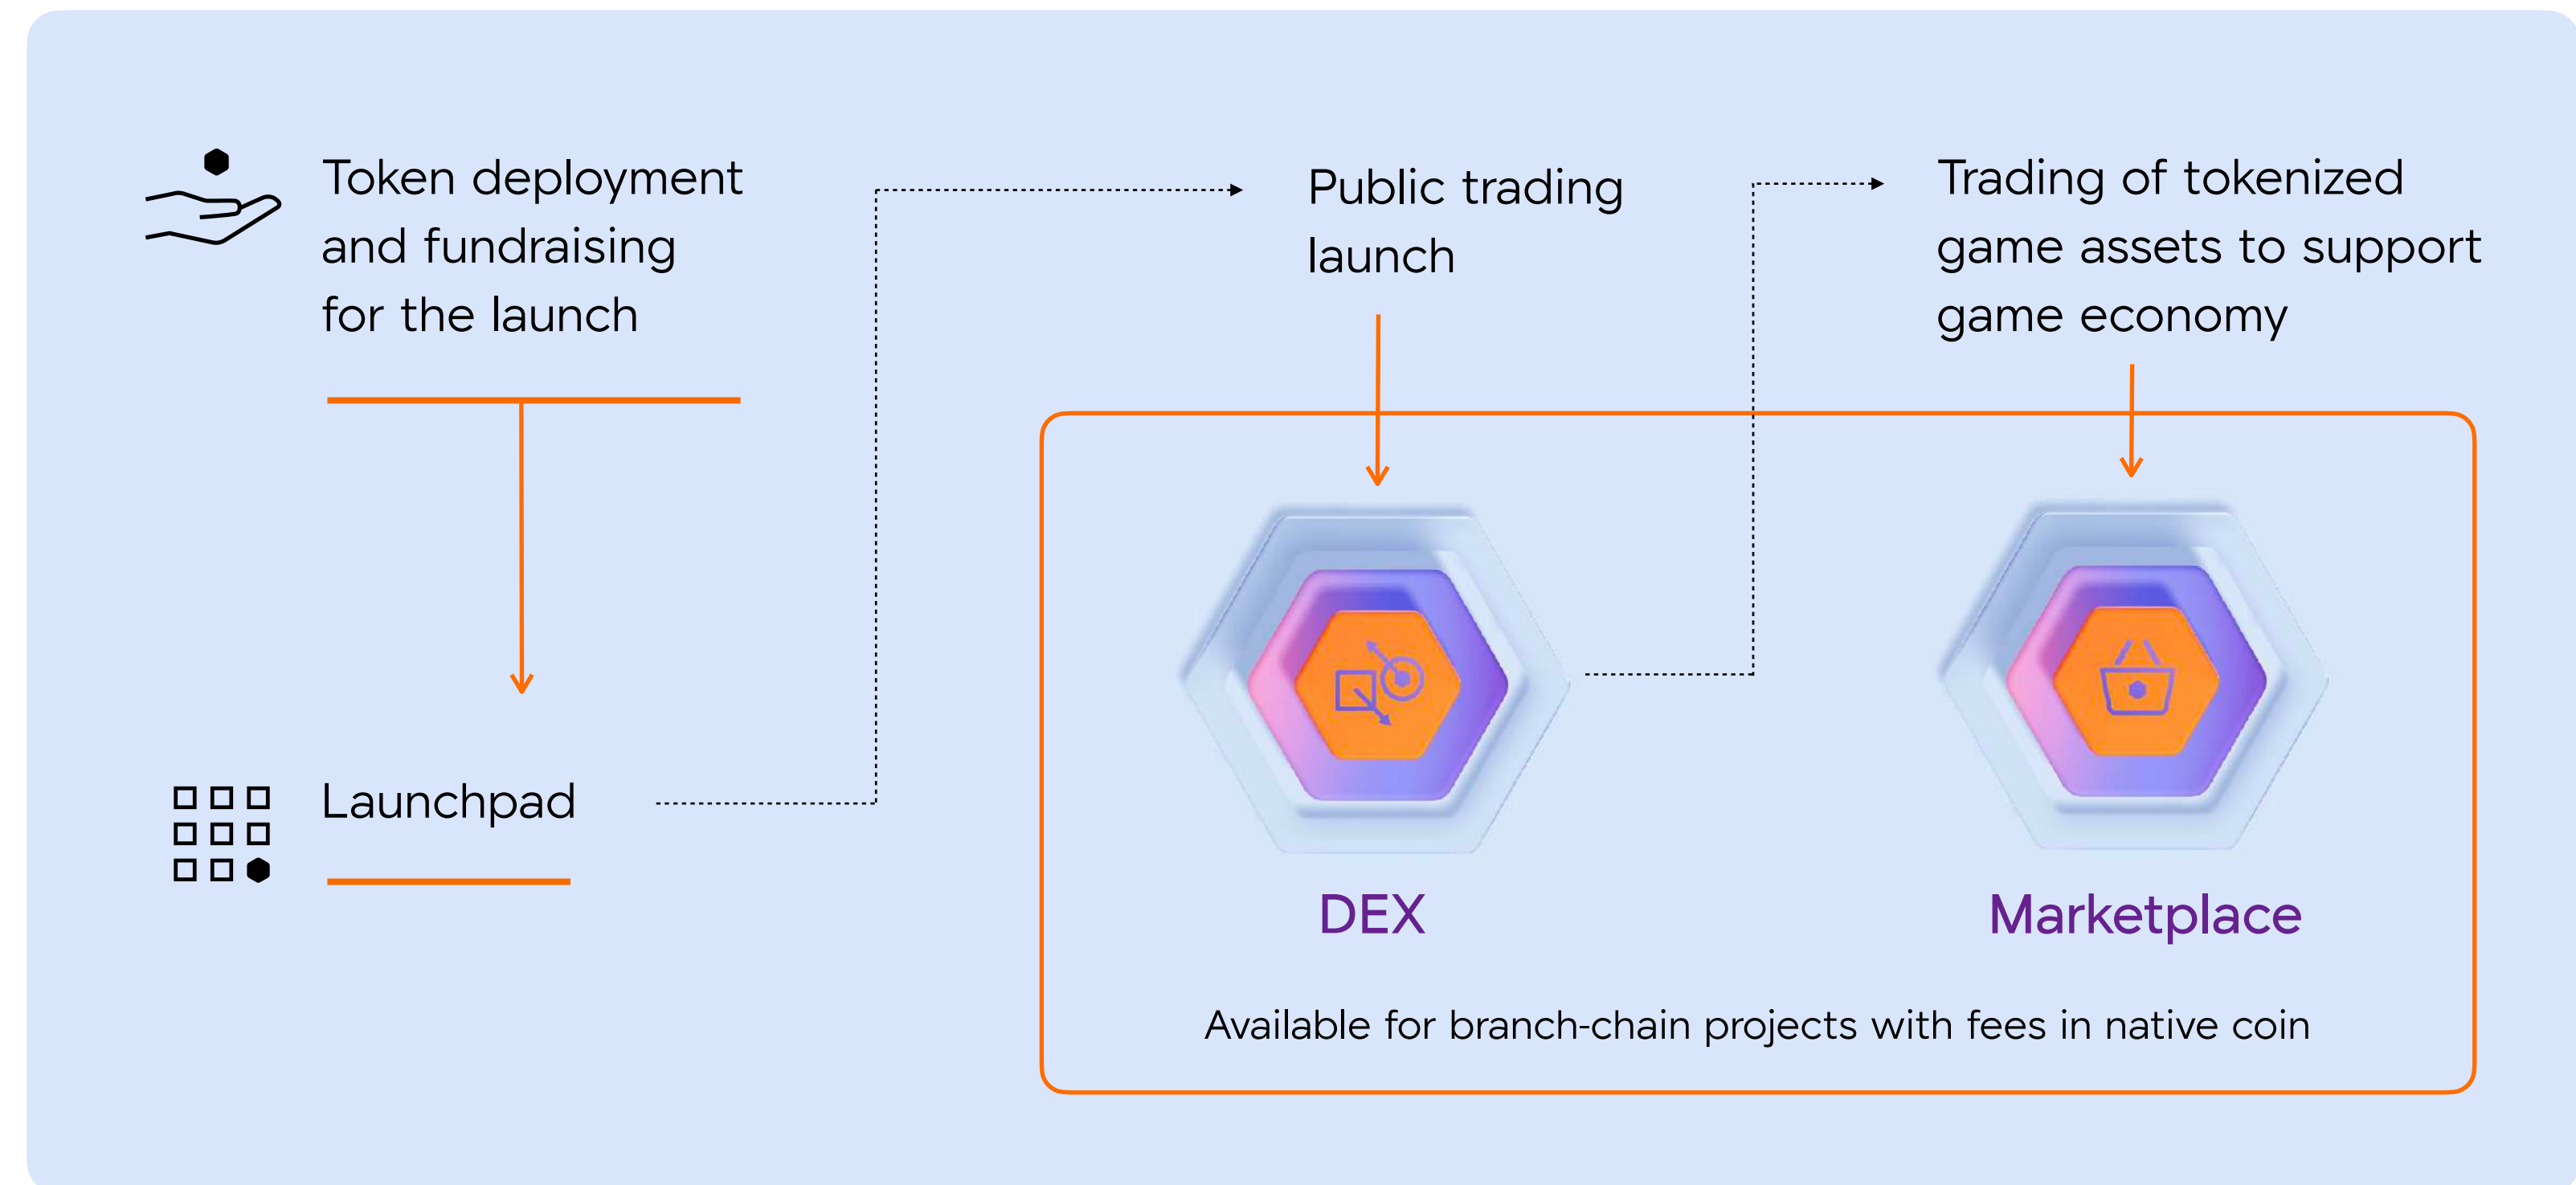 Token deployment
and fundraising
for the launch
Launchpad
Public trading
launch
Trading of tokenized
game assets to support
game economy
DEX
Marketplace
Available for branch-chain projects with fees in native coin